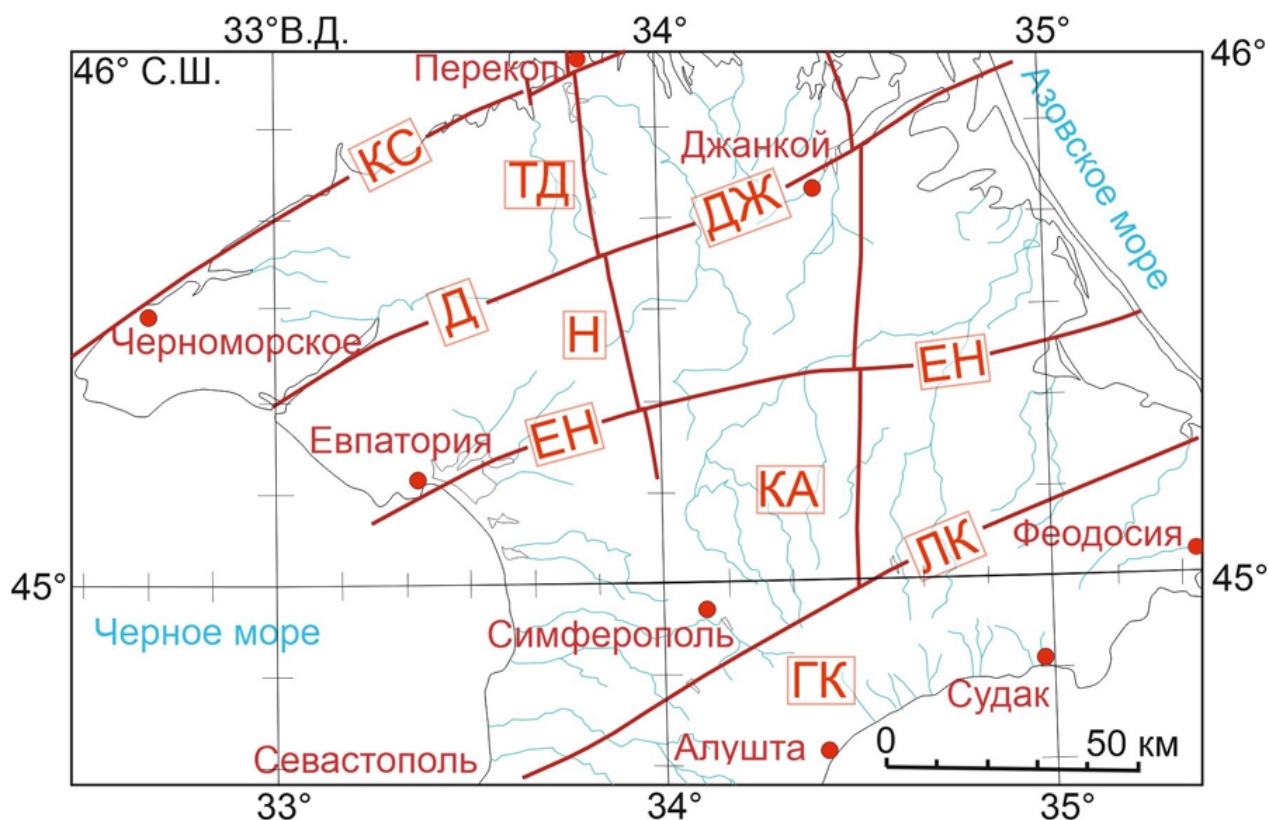 33°В.Д.
34°
35°
46° С.Ш.
46°
Перекоп
Азовское море
КС
Джанкой
ТД
ДЖ
Д
Н
Черноморское
ЕН
Евпатория
ЕН
КА
ЛК
Феодосия
45°
45°
Черное море
Симферополь
ГК
Судак
Севастополь
Алушта
0
50 км
33°
34°
35°